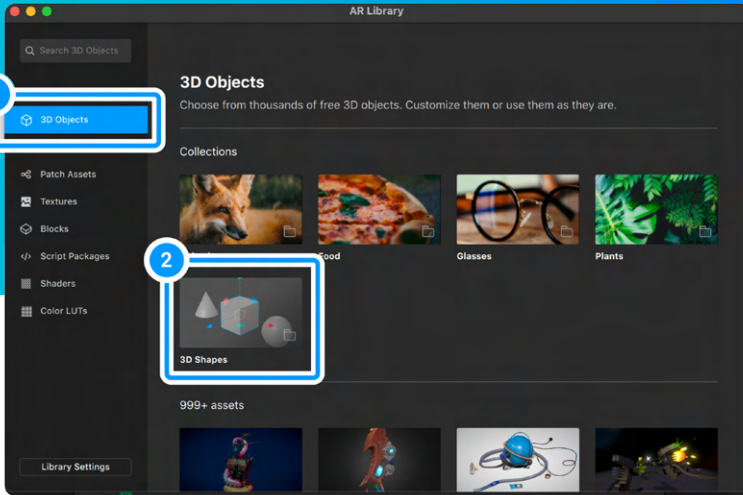 AR Library
Search 3D Objects
3D Objects
Patch Assets
Textures
Blocks
Script Packages
Shaders
Color LUTs
Library Settings
3D Objects
Choose from thousands of free 3D objects. Customize them or use them as they are.
Collections
Food
Glasses
Plants
2
3D Shapes
999+ assets